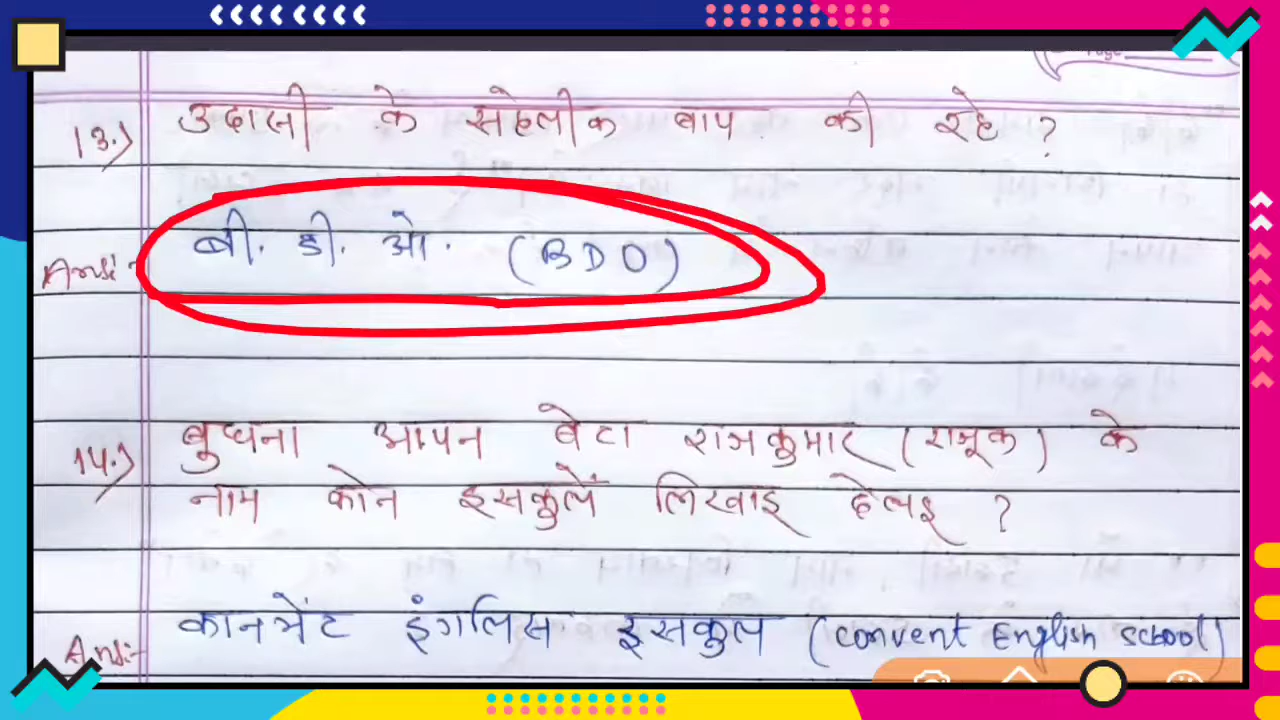 13.) उदासी के सहेलीक बाप की रहे ?
Ans:- बी. डी. ओ. (BDO)
14.) बुधना आपन बेटा राजकुमार (राजूक) के
नाम कोन इसकुलें लिखाइ देलइ ?
Ans:- कानभेंट इंगलिस इसकुल (convent English school)